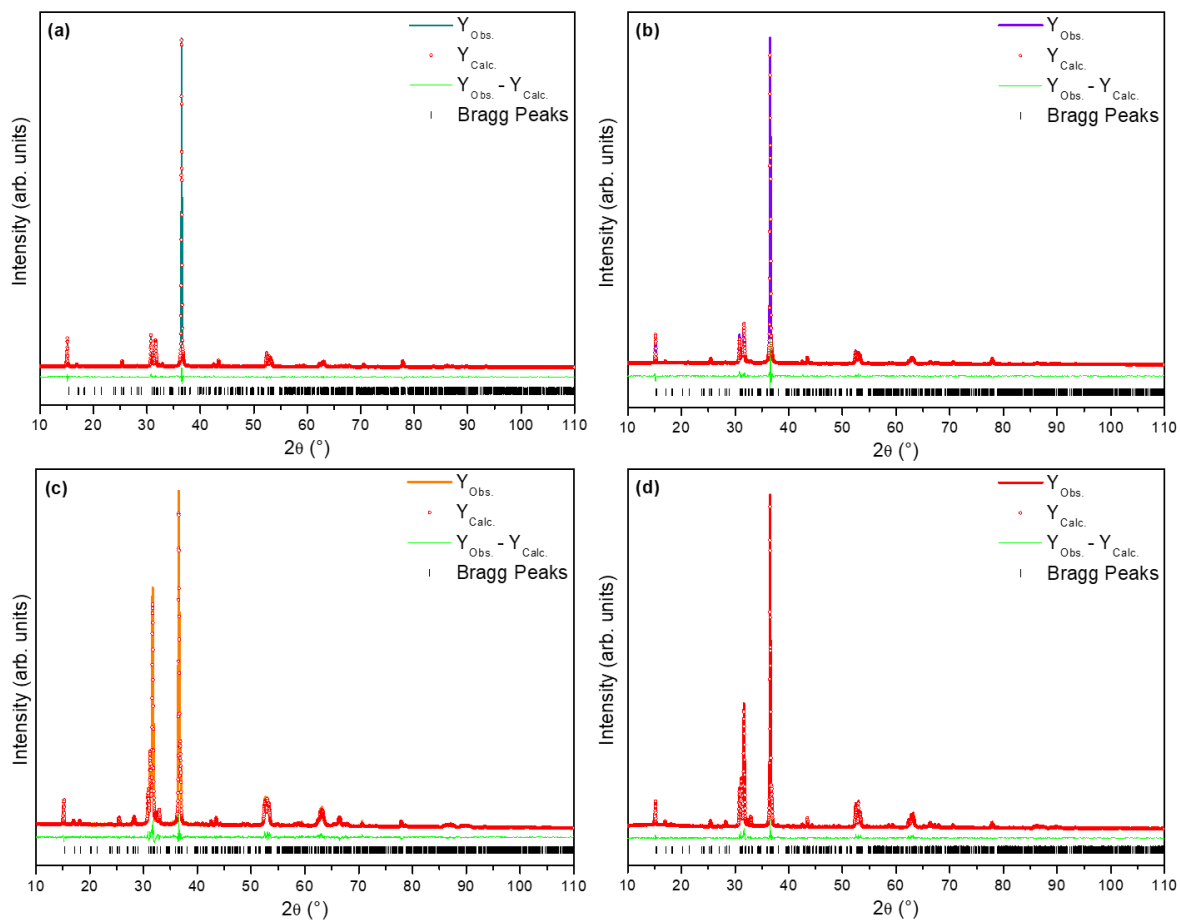 (a)
Y Obs.
Y Calc.
Y Obs. - Y Calc.
Bragg Peaks
Intensity (arb. units)
10 20 30 40 50 60 70 80 90 100 110
2θ (°)
(b)
Y Obs.
Y Calc.
Y Obs. - Y Calc.
Bragg Peaks
Intensity (arb. units)
10 20 30 40 50 60 70 80 90 100 110
2θ (°)
(c)
Y Obs.
Y Calc.
Y Obs. - Y Calc.
Bragg Peaks
Intensity (arb. units)
10 20 30 40 50 60 70 80 90 100 110
2θ (°)
(d)
Y Obs.
Y Calc.
Y Obs. - Y Calc.
Bragg Peaks
Intensity (arb. units)
10 20 30 40 50 60 70 80 90 100 110
2θ (°)